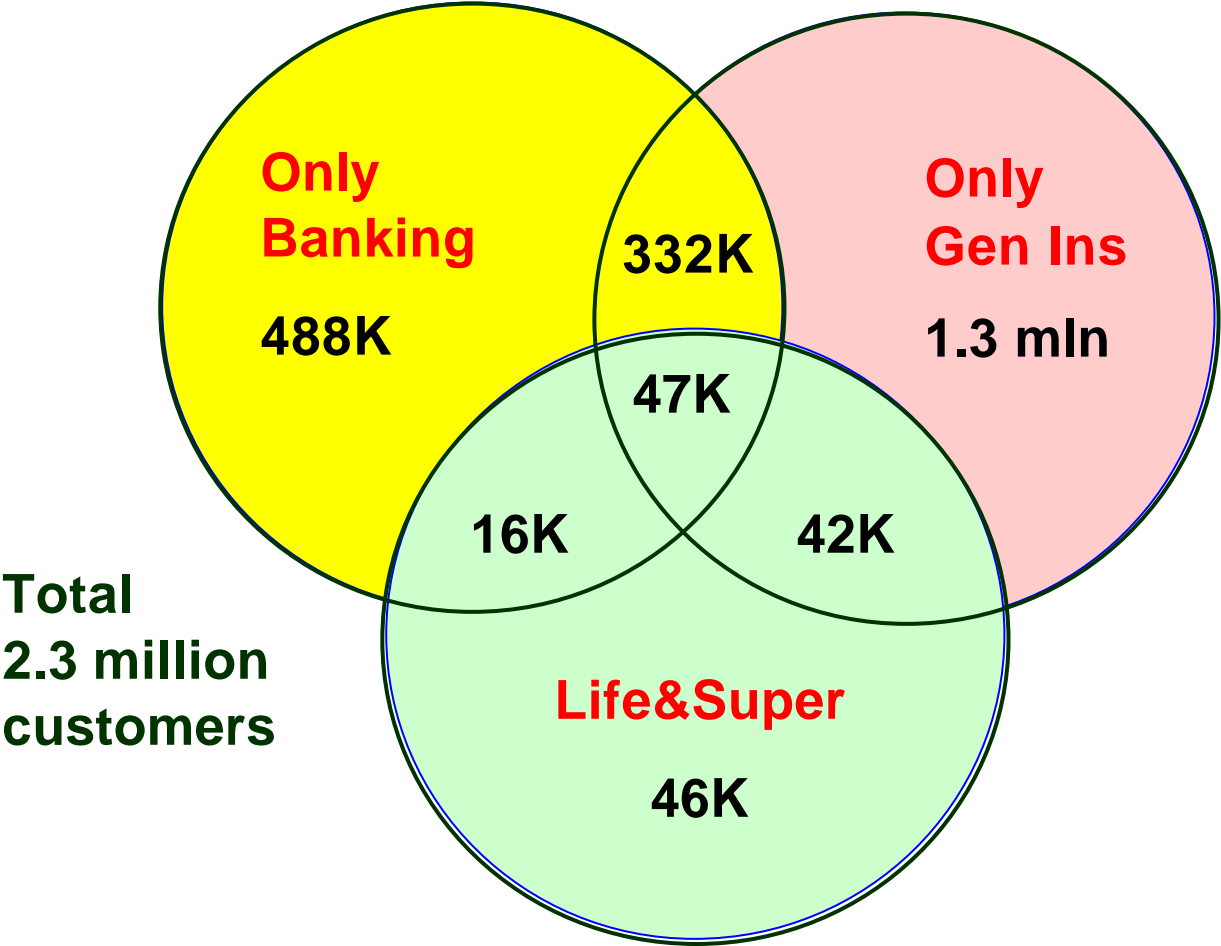 Only
Banking
488K
332K
Only
Gen Ins
1.3 mln
47K
16K
42K
Total
2.3 million
customers
Life&Super
46K